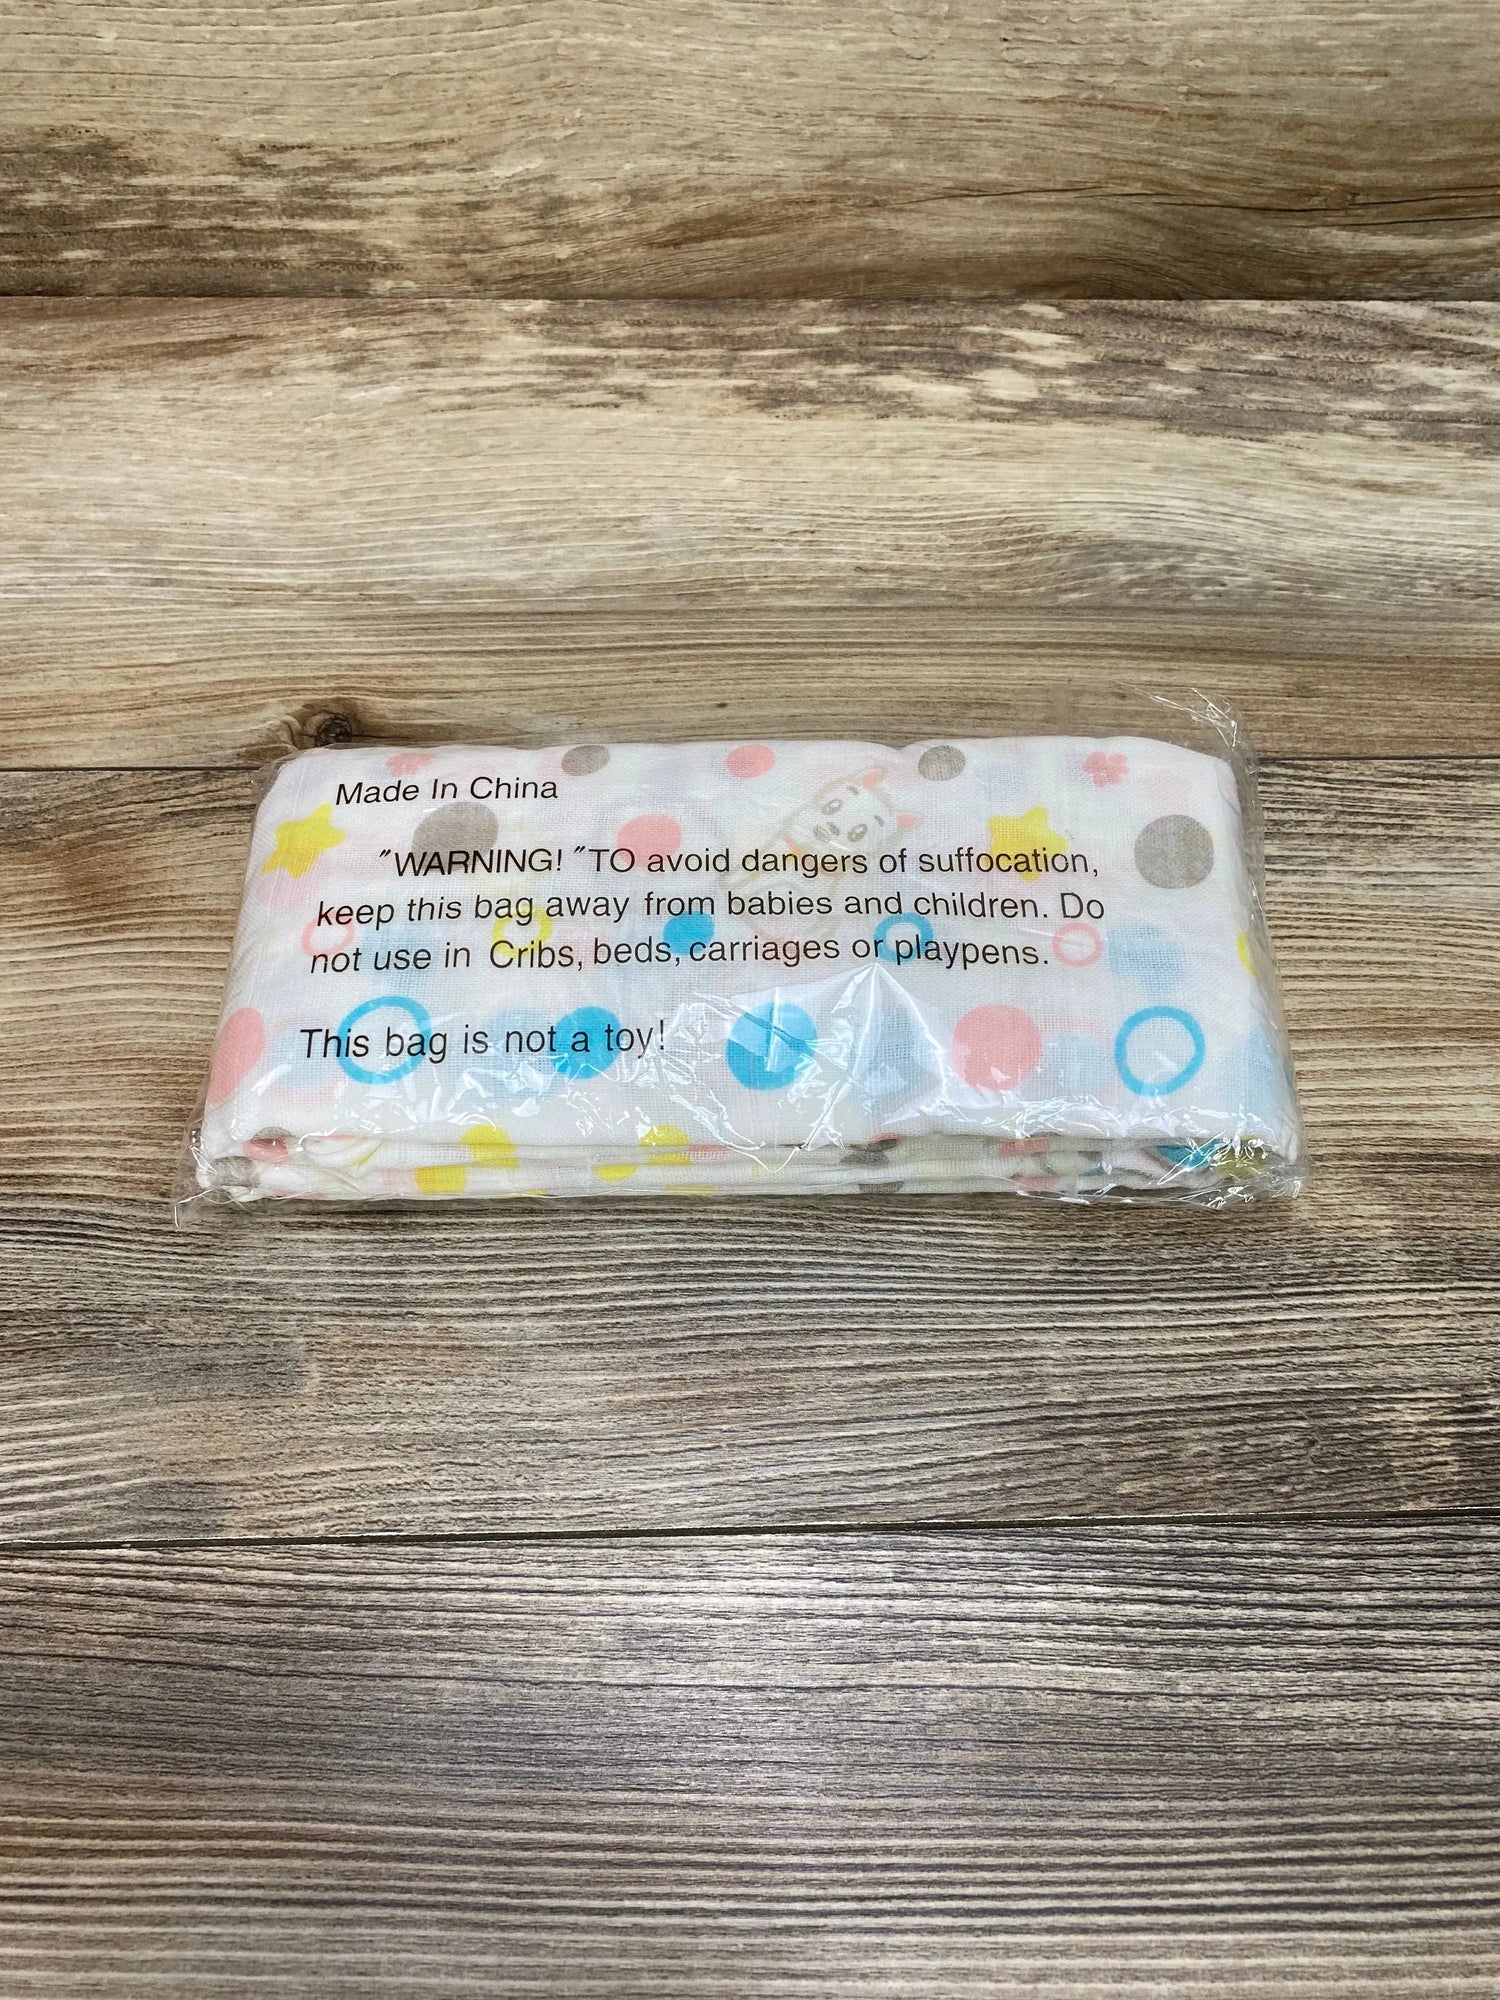 Made In China
"WARNING! "TO avoid dangers of suffocation,
keep this bag away from babies and children. Do
not use in Cribs, beds, carriages or playpens.
This bag is not a toy!